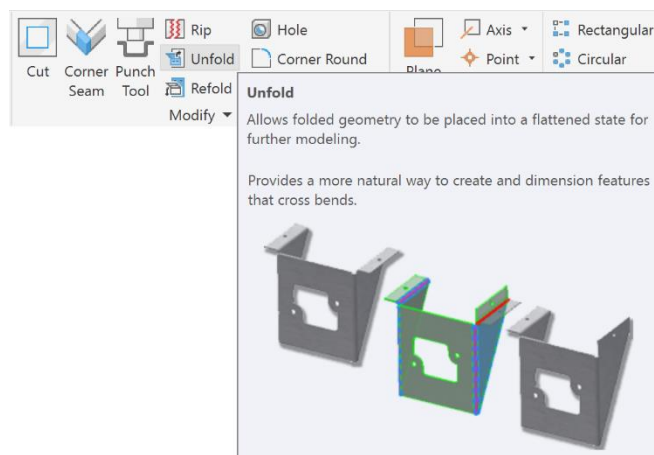 Cut
Corner Seam
Punch Tool
Rip
Unfold
Refold
Modify
Hole
Corner Round
Plane
Axis
Point
Rectangular
Circular
Unfold
Allows folded geometry to be placed into a flattened state for
further modeling.
Provides a more natural way to create and dimension features
that cross bends.